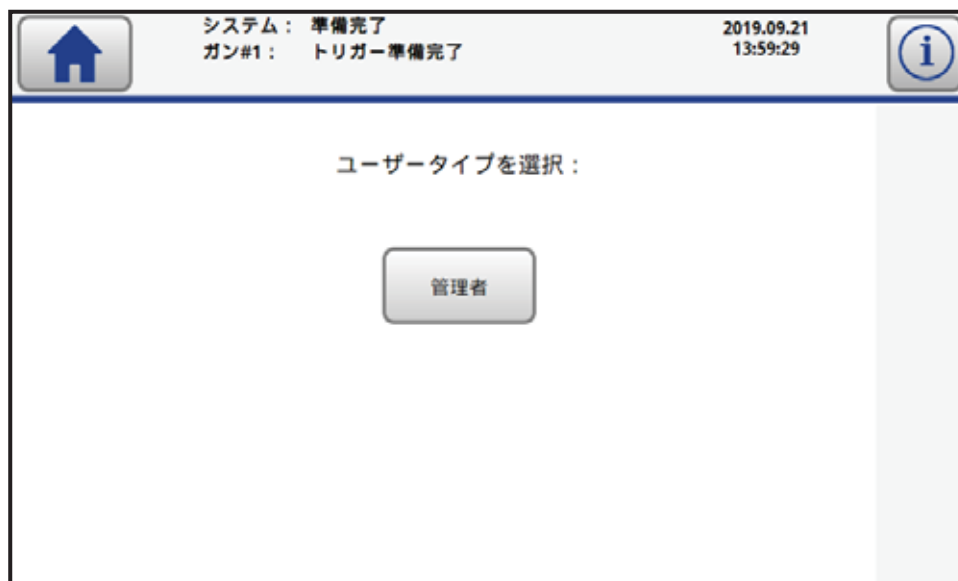 システム： 準備完了
ガン#1： トリガー準備完了
2019.09.21
13:59:29
i
ユーザータイプを選択：
管理者